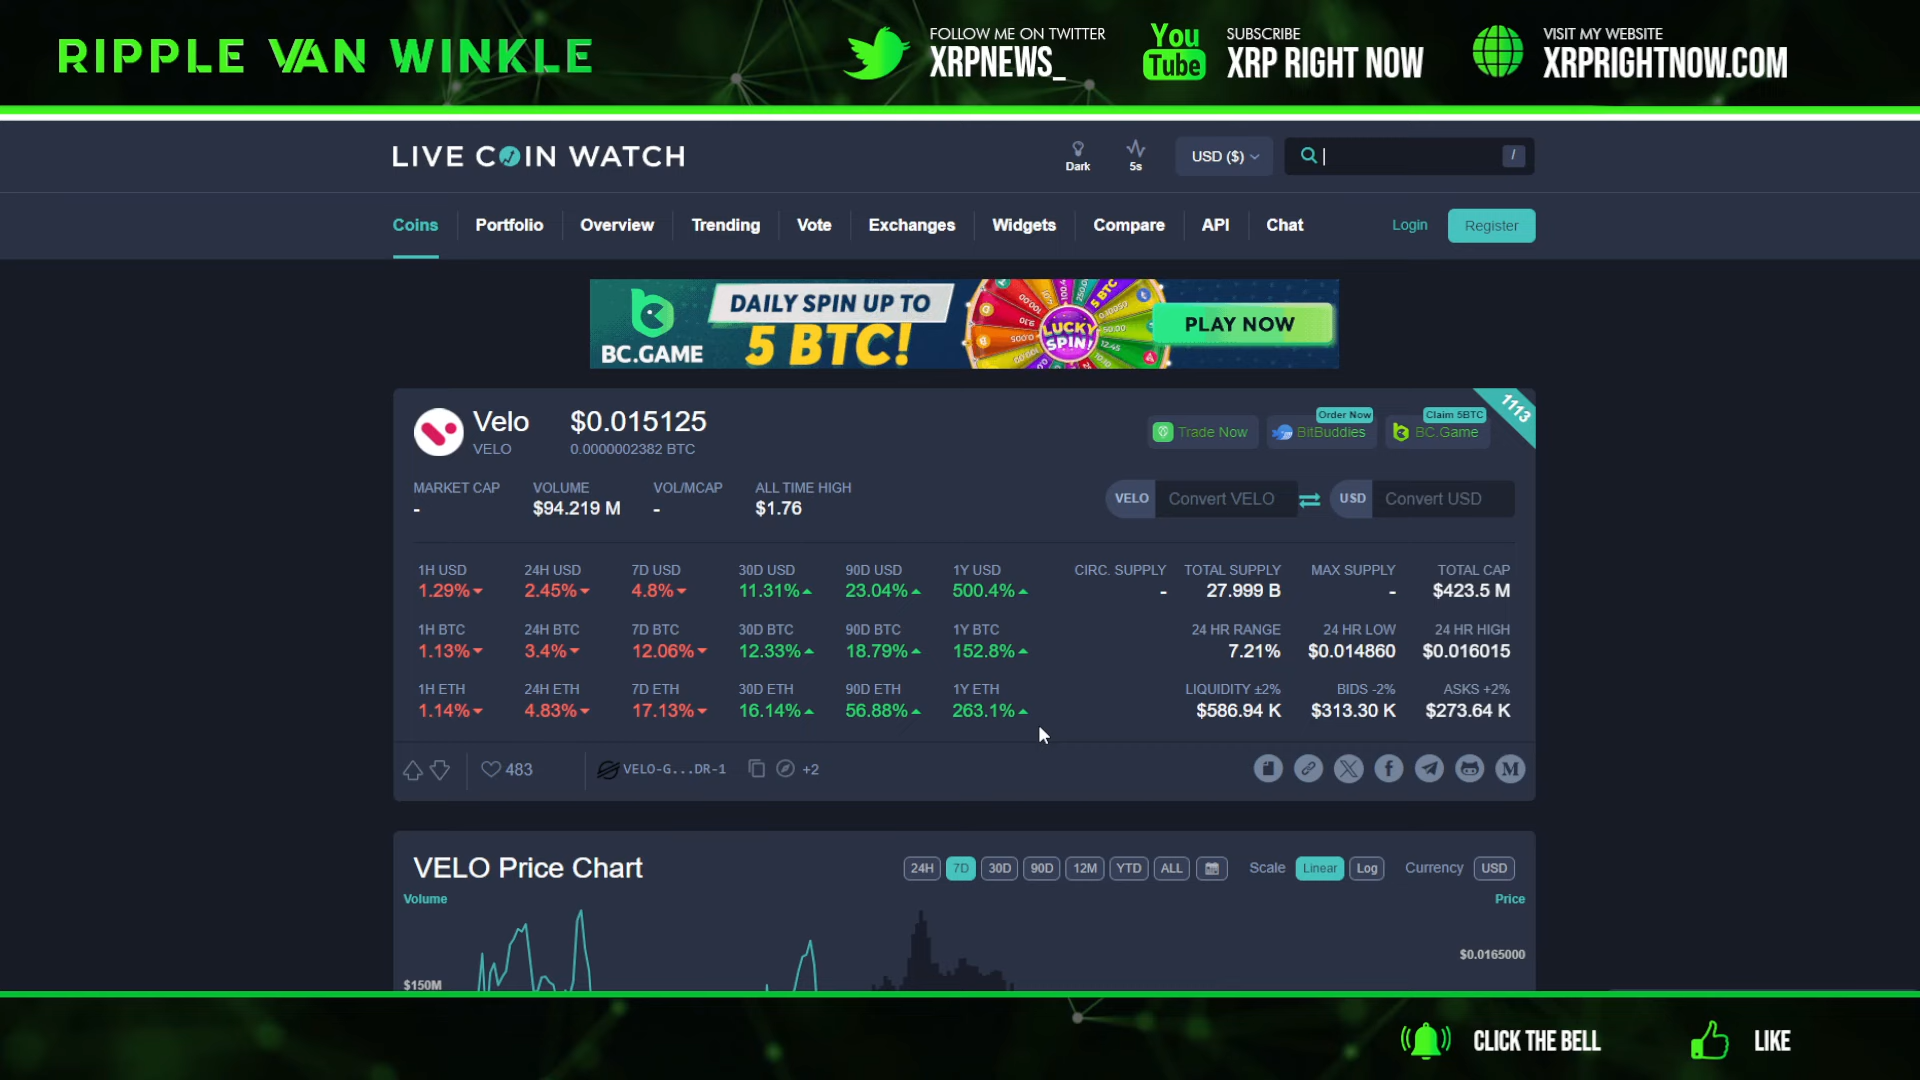 RIPPLE VAN WINKLE
FOLLOW ME ON TWITTER
XRPNEWS_
You
Tube
SUBSCRIBE
XRP RIGHT NOW
VISIT MY WEBSITE
XRPRIGHTNOW.COM
LIVE COIN WATCH
Dark
5s
USD ($)
/
Coins Portfolio Overview Trending Vote Exchanges Widgets Compare API Chat Login Register
BC.GAME
DAILY SPIN UP TO
5 BTC!
LUCKY
SPIN!
PLAY NOW
Velo $0.015125
VELO 0.0000002382 BTC
Trade Now
Order Now
BitBuddies
Claim 5BTC
BC.Game
1113
MARKET CAP VOLUME VOL/MCAP ALL TIME HIGH
- $94.219 M - $1.76
VELO Convert VELO USD Convert USD
1H USD 24H USD 7D USD 30D USD 90D USD 1Y USD CIRC. SUPPLY TOTAL SUPPLY MAX SUPPLY TOTAL CAP
1.29% 2.45% 4.8% 11.31% 23.04% 500.4% - 27.999 B - $423.5 M
1H BTC 24H BTC 7D BTC 30D BTC 90D BTC 1Y BTC 24 HR RANGE 24 HR LOW 24 HR HIGH
1.13% 3.4% 12.06% 12.33% 18.79% 152.8% 7.21% $0.014860 $0.016015
1H ETH 24H ETH 7D ETH 30D ETH 90D ETH 1Y ETH LIQUIDITY ±2% BIDS -2% ASKS +2%
1.14% 4.83% 17.13% 16.14% 56.88% 263.1% $586.94 K $313.30 K $273.64 K
483 VELO-G...DR-1 +2
VELO Price Chart 24H 7D 30D 90D 12M YTD ALL Scale Linear Log Currency USD
Volume Price
$0.0165000
$150M
CLICK THE BELL LIKE